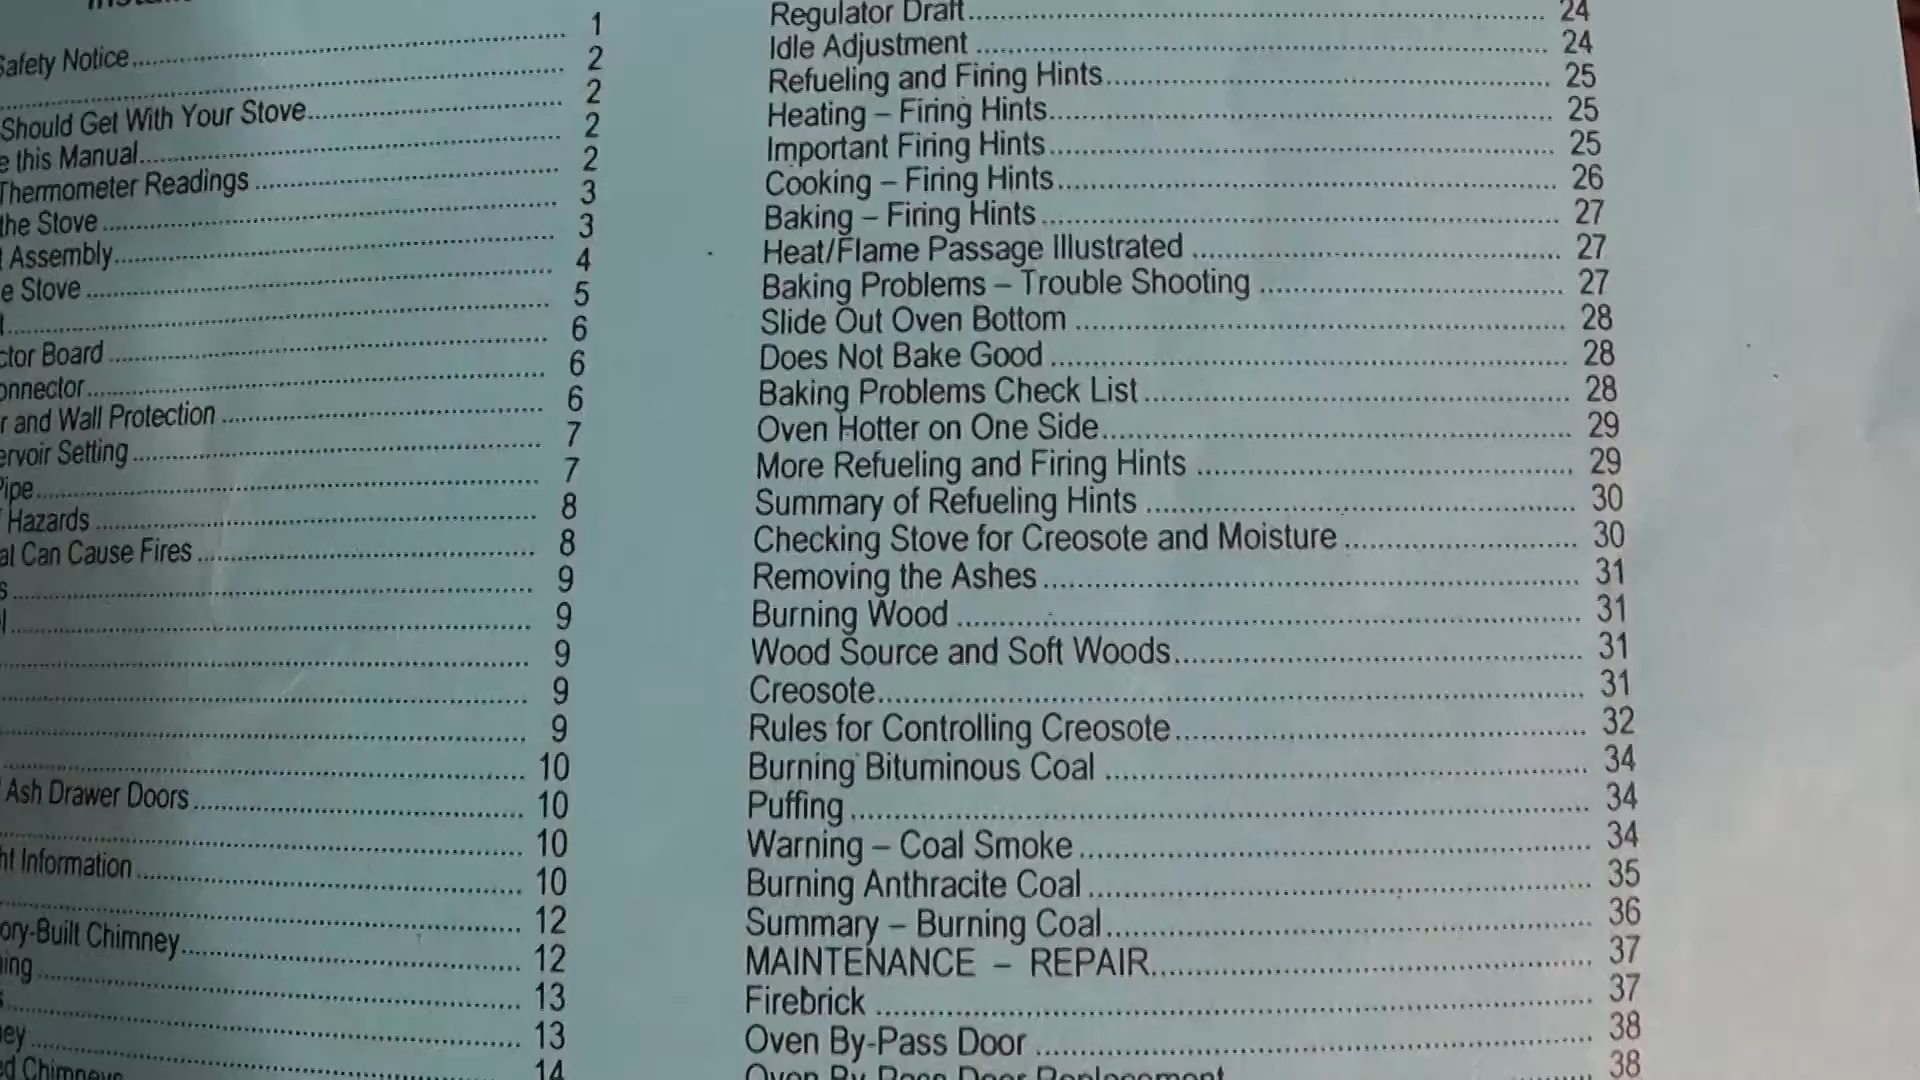 1
Safety Notice 2
2
Should Get With Your Stove 2
this Manual 2
Thermometer Readings 3
the Stove 3
Assembly 4
Stove 5
6
Board 6
6
and Wall Protection 7
Setting 7
8
Hazards 8
Can Cause Fires 9
9
9
9
9
10
Ash Drawer Doors 10
10
Information 10
12
Built Chimney 12
13
13
14
Regulator Draft 24
Idle Adjustment 24
Refueling and Firing Hints 25
Heating – Firing Hints 25
Important Firing Hints 25
Cooking – Firing Hints 26
Baking – Firing Hints 27
Heat/Flame Passage Illustrated 27
Baking Problems – Trouble Shooting 27
Slide Out Oven Bottom 28
Does Not Bake Good 28
Baking Problems Check List 28
Oven Hotter on One Side 29
More Refueling and Firing Hints 29
Summary of Refueling Hints 30
Checking Stove for Creosote and Moisture 30
Removing the Ashes 31
Burning Wood 31
Wood Source and Soft Woods 31
Creosote 31
Rules for Controlling Creosote 32
Burning Bituminous Coal 34
Puffing 34
Warning – Coal Smoke 34
Burning Anthracite Coal 35
Summary – Burning Coal 36
MAINTENANCE – REPAIR 37
Firebrick 37
Oven By-Pass Door 38
Oven By-Pass Door Replacement 38